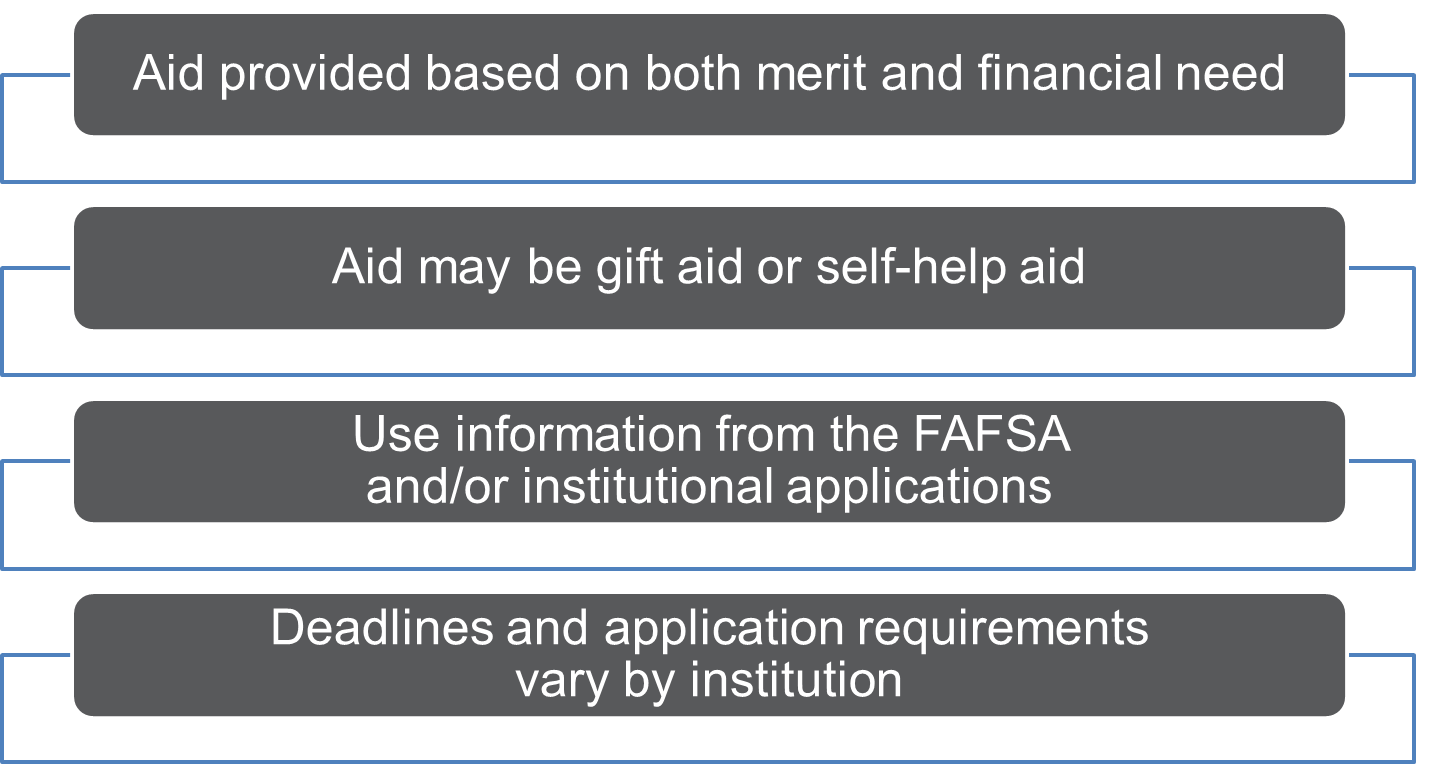 Aid provided based on both merit and financial need
Aid may be gift aid or self-help aid
Use information from the FAFSA
and/or institutional applications
Deadlines and application requirements
vary by institution